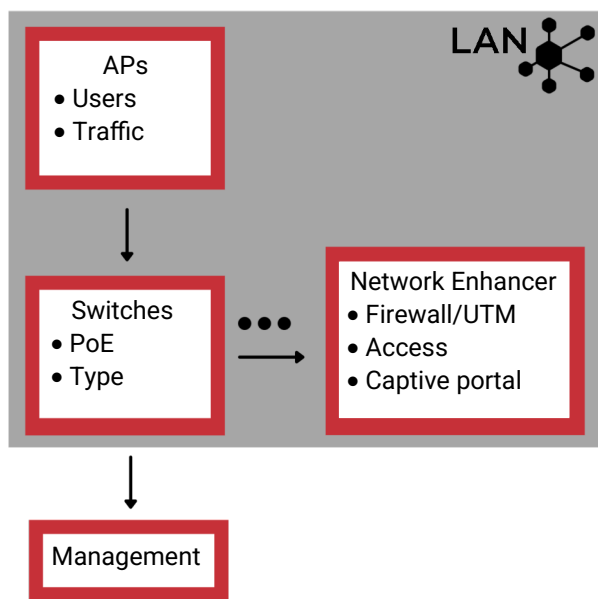 LAN
APs
• Users
• Traffic
Switches
• PoE
• Type
•••
Network Enhancer
• Firewall/UTM
• Access
• Captive portal
Management